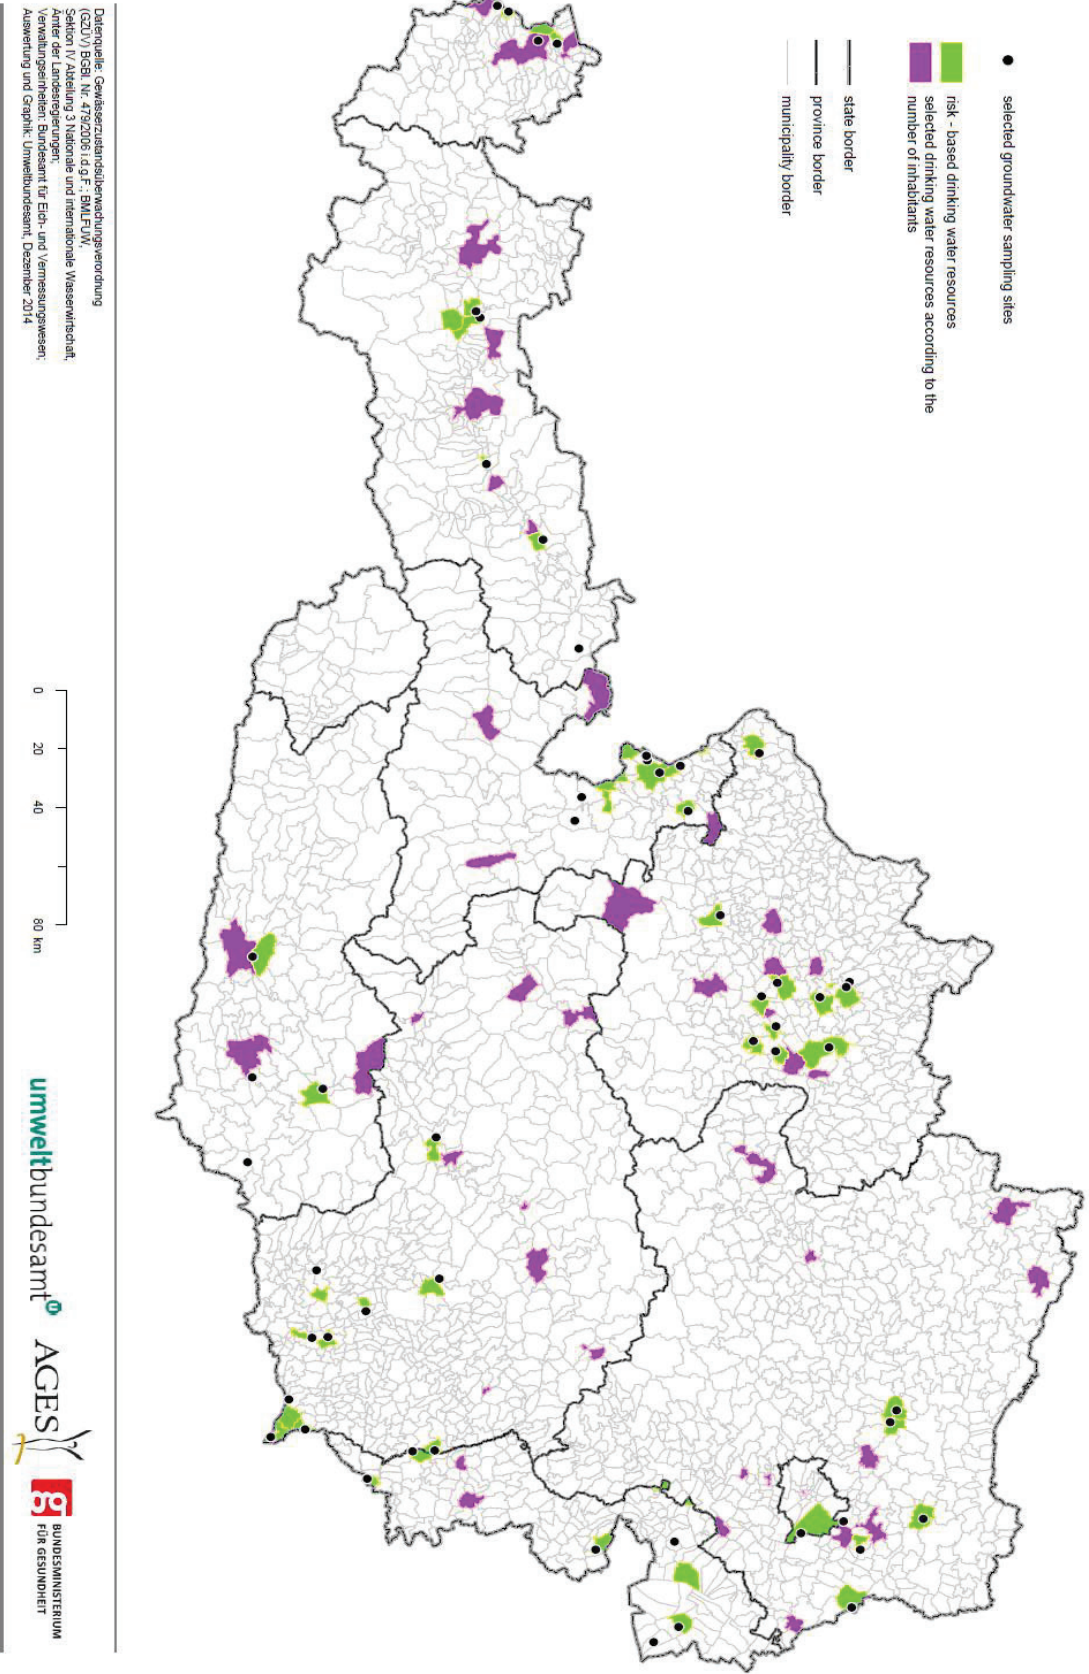 selected groundwater sampling sites
risk - based drinking water resources
selected drinking water resources according to the
number of inhabitants
state border
province border
municipality border
Datenquelle: Gewässerzustandsüberwachungsverordnung
(GZÜV) BGBl. Nr. 479/2006 i.d.g.F.; BMLFUW,
Sektion IV Abteilung 3 Nationale und internationale Wasserwirtschaft,
Ämter der Landesregierungen;
Verwaltungseinheiten: Bundesamt für Eich- und Vermessungswesen;
Auswertung und Graphik: Umweltbundesamt, Dezember 2014
0 20 40 80 km
umweltbundesamt
AGES
BUNDESMINISTERIUM
FÜR GESUNDHEIT